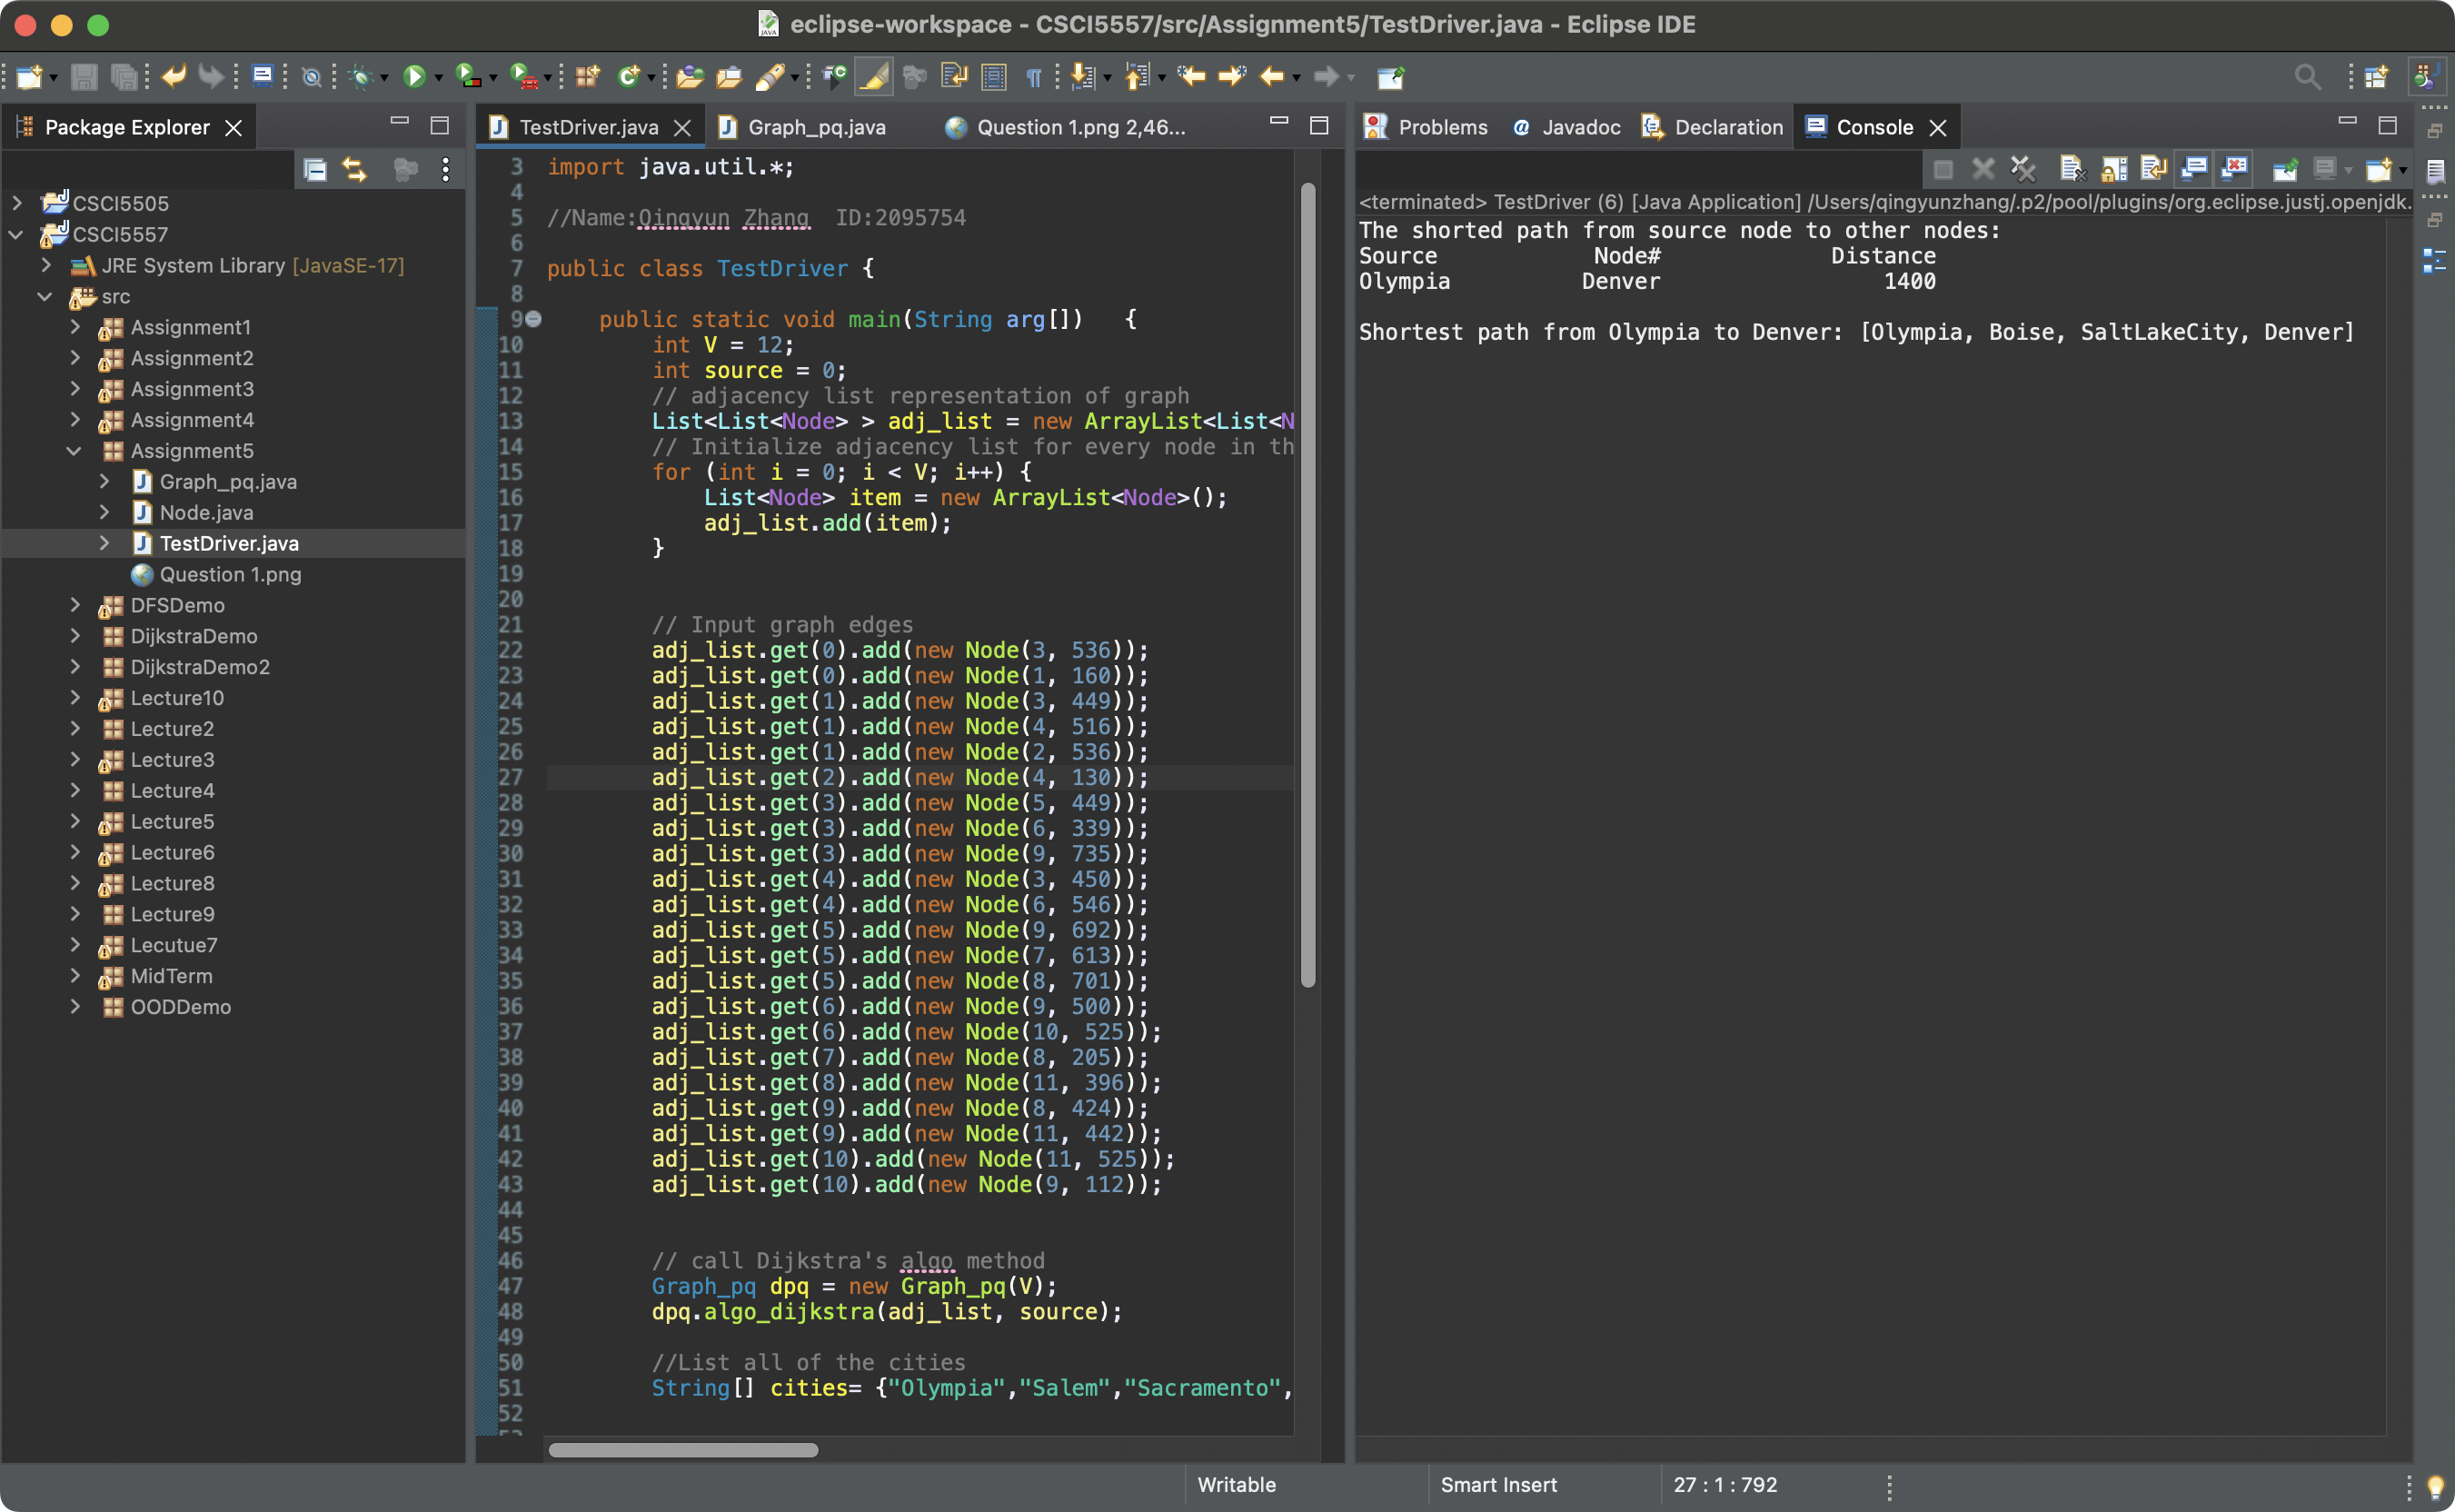 eclipse-workspace - CSCI5557/src/Assignment5/TestDriver.java - Eclipse IDE
Package Explorer
CSCI5505
CSCI5557
JRE System Library [JavaSE-17]
src
Assignment1
Assignment2
Assignment3
Assignment4
Assignment5
Graph_pq.java
Node.java
TestDriver.java
Question 1.png
DFSDemo
DijkstraDemo
DijkstraDemo2
Lecture10
Lecture2
Lecture3
Lecture4
Lecture5
Lecture6
Lecture8
Lecture9
Lecutue7
MidTerm
OODDemo
TestDriver.java Graph_pq.java Question 1.png 2,46...
3 import java.util.*;
4
5 //Name:Qingyun Zhang  ID:2095754
6
7 public class TestDriver {
8
9     public static void main(String arg[])   {
10         int V = 12;
11         int source = 0;
12         // adjacency list representation of graph
13         List<List<Node> > adj_list = new ArrayList<List<N
14         // Initialize adjacency list for every node in th
15         for (int i = 0; i < V; i++) {
16             List<Node> item = new ArrayList<Node>();
17             adj_list.add(item);
18         }
19
20
21         // Input graph edges
22         adj_list.get(0).add(new Node(3, 536));
23         adj_list.get(0).add(new Node(1, 160));
24         adj_list.get(1).add(new Node(3, 449));
25         adj_list.get(1).add(new Node(4, 516));
26         adj_list.get(1).add(new Node(2, 536));
27         adj_list.get(2).add(new Node(4, 130));
28         adj_list.get(3).add(new Node(5, 449));
29         adj_list.get(3).add(new Node(6, 339));
30         adj_list.get(3).add(new Node(9, 735));
31         adj_list.get(4).add(new Node(3, 450));
32         adj_list.get(4).add(new Node(6, 546));
33         adj_list.get(5).add(new Node(9, 692));
34         adj_list.get(5).add(new Node(7, 613));
35         adj_list.get(5).add(new Node(8, 701));
36         adj_list.get(6).add(new Node(9, 500));
37         adj_list.get(6).add(new Node(10, 525));
38         adj_list.get(7).add(new Node(8, 205));
39         adj_list.get(8).add(new Node(11, 396));
40         adj_list.get(9).add(new Node(8, 424));
41         adj_list.get(9).add(new Node(11, 442));
42         adj_list.get(10).add(new Node(11, 525));
43         adj_list.get(10).add(new Node(9, 112));
44
45
46         // call Dijkstra's algo method
47         Graph_pq dpq = new Graph_pq(V);
48         dpq.algo_dijkstra(adj_list, source);
49
50         //List all of the cities
51         String[] cities= {"Olympia","Salem","Sacramento",
52
Problems Javadoc Declaration Console
<terminated> TestDriver (6) [Java Application] /Users/qingyunzhang/.p2/pool/plugins/org.eclipse.justj.openjdk.
The shorted path from source node to other nodes:
Source Node# Distance
Olympia Denver 1400
Shortest path from Olympia to Denver: [Olympia, Boise, SaltLakeCity, Denver]
Writable Smart Insert 27 : 1 : 792